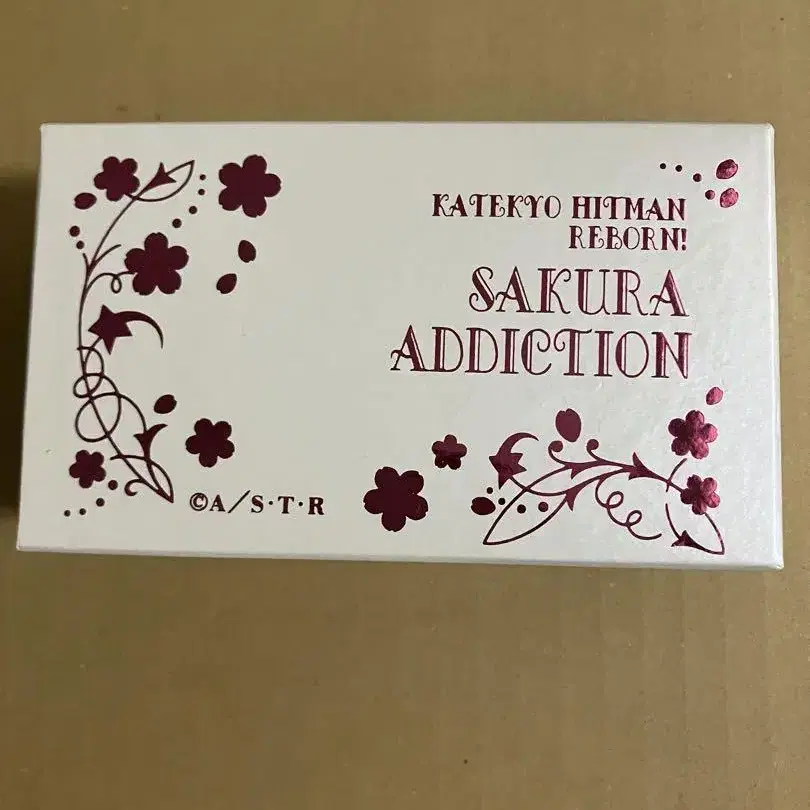 KATEKYO HITMAN
REBORN!
SAKURA
ADDICTION
©A/S·T·R